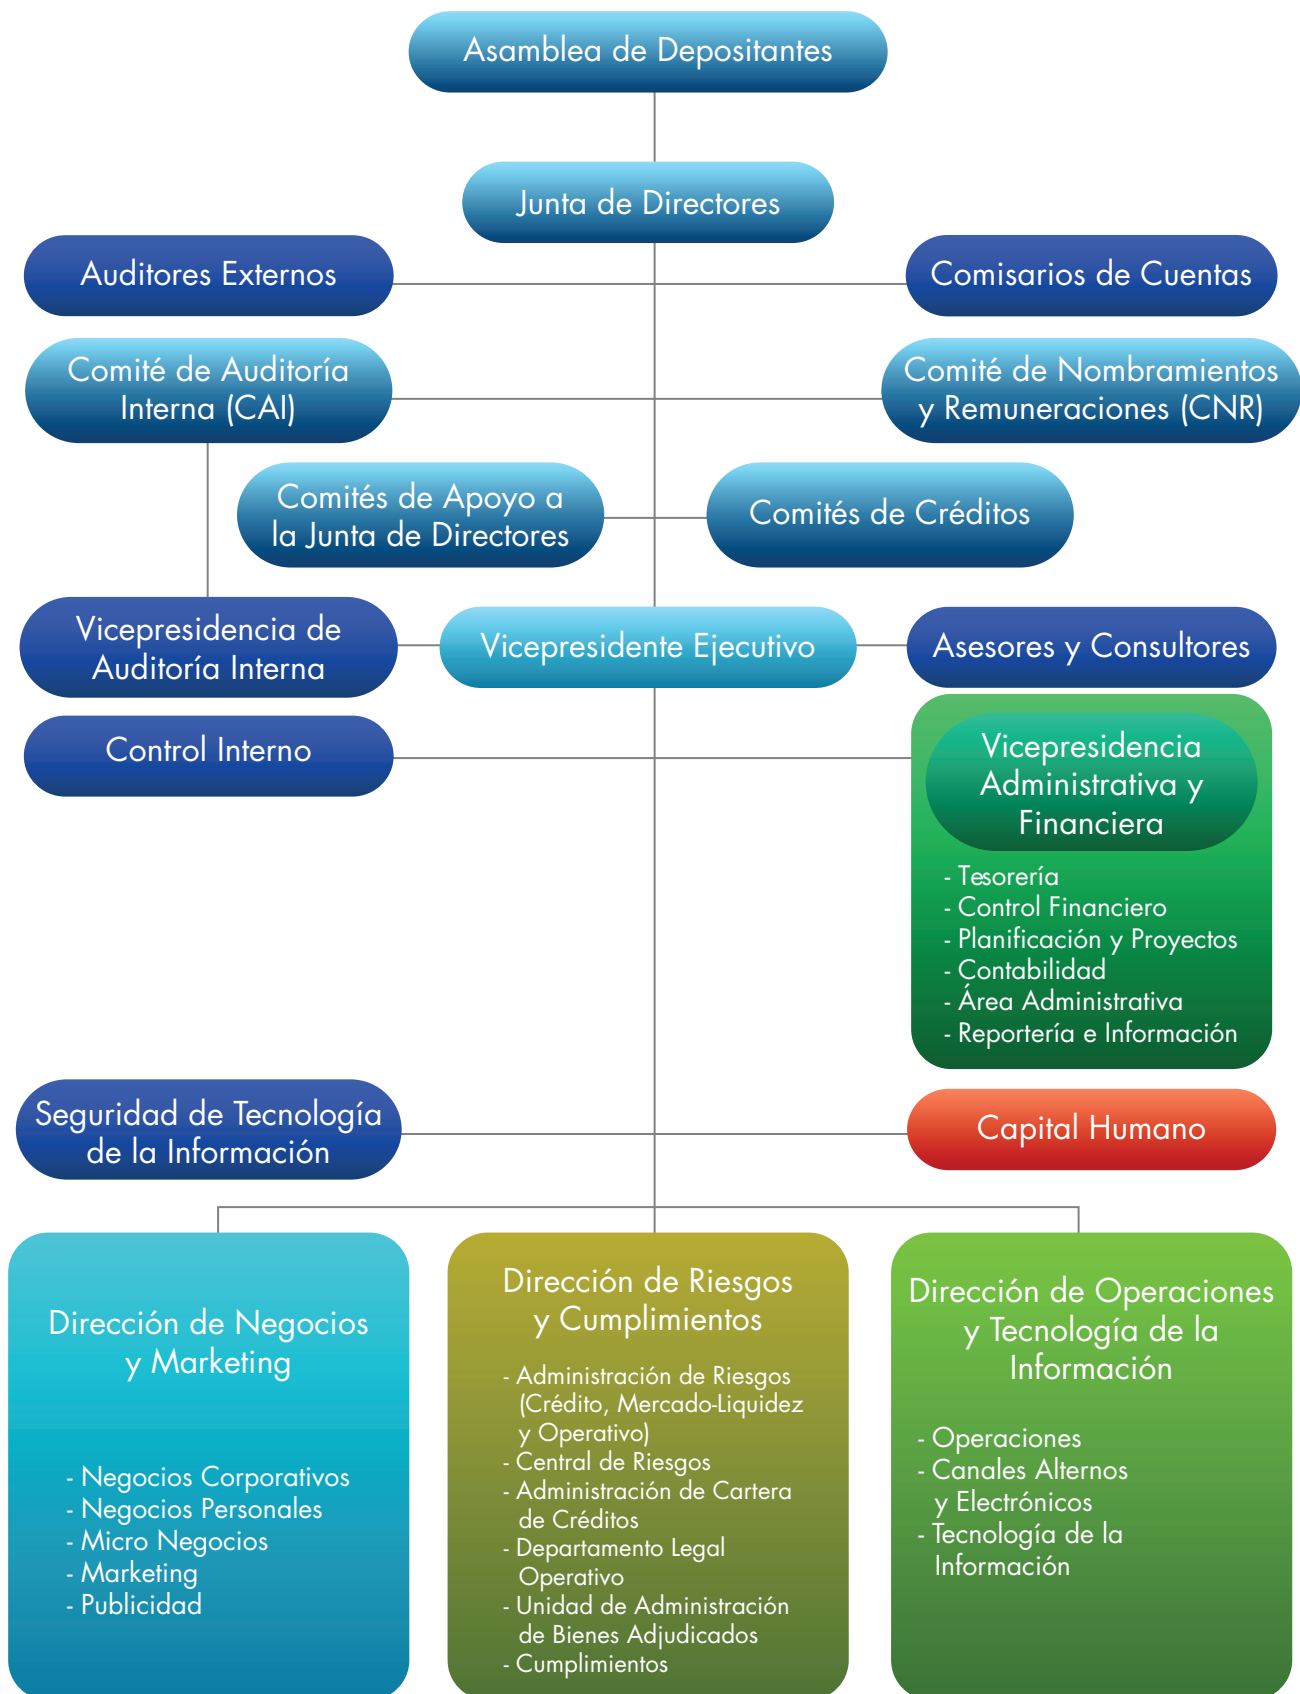 Asamblea de Depositantes
Junta de Directores
Auditores Externos
Comisarios de Cuentas
Comité de Auditoría
Interna (CAI)
Comité de Nombramientos
y Remuneraciones (CNR)
Comités de Apoyo a
la Junta de Directores
Comités de Créditos
Vicepresidencia de
Auditoría Interna
Vicepresidente Ejecutivo
Asesores y Consultores
Control Interno
Vicepresidencia
Administrativa y
Financiera
- Tesorería
- Control Financiero
- Planificación y Proyectos
- Contabilidad
- Área Administrativa
- Reportería e Información
Seguridad de Tecnología
de la Información
Capital Humano
Dirección de Negocios
y Marketing
- Negocios Corporativos
- Negocios Personales
- Micro Negocios
- Marketing
- Publicidad
Dirección de Riesgos
y Cumplimientos
- Administración de Riesgos
(Crédito, Mercado-Liquidez
y Operativo)
- Central de Riesgos
- Administración de Cartera
de Créditos
- Departamento Legal
Operativo
- Unidad de Administración
de Bienes Adjudicados
- Cumplimientos
Dirección de Operaciones
y Tecnología de la
Información
- Operaciones
- Canales Alternos
y Electrónicos
- Tecnología de la
Información